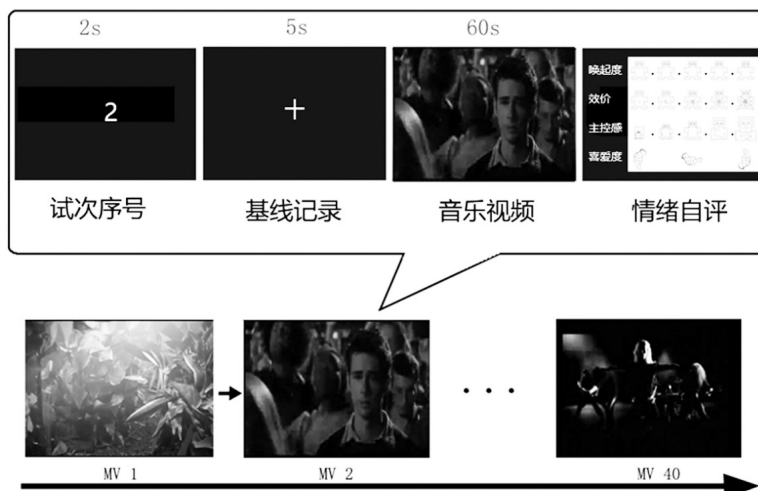 2s
5s
60s
2
唤起度
效价
主控感
喜爱度
试次序号
基线记录
音乐视频
情绪自评
MV 1
MV 2
MV 40